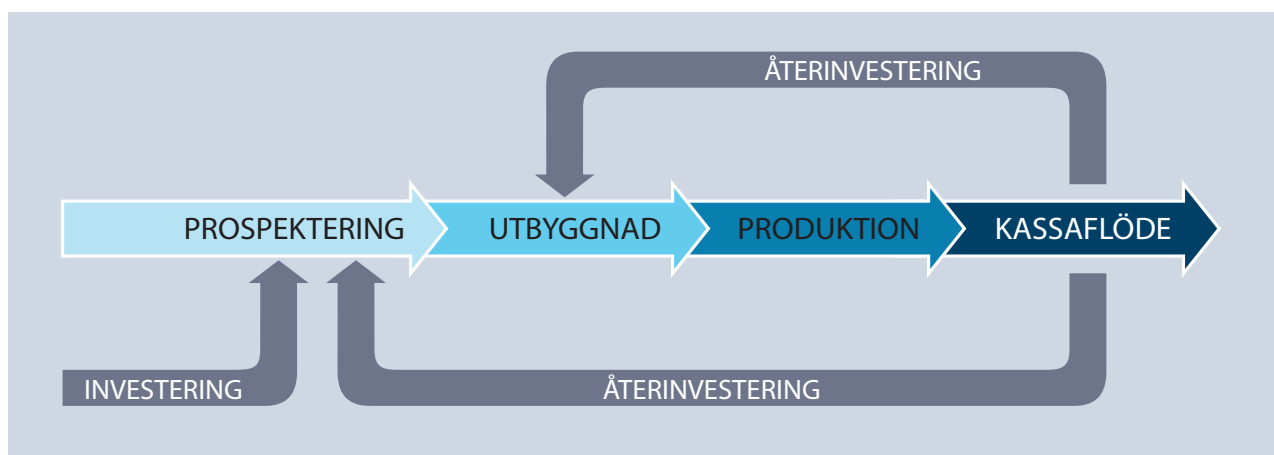 ÅTERINVESTERING
PROSPEKTERING
UTBYGGNAD
PRODUKTION
KASSAFLÖDE
INVESTERING
ÅTERINVESTERING